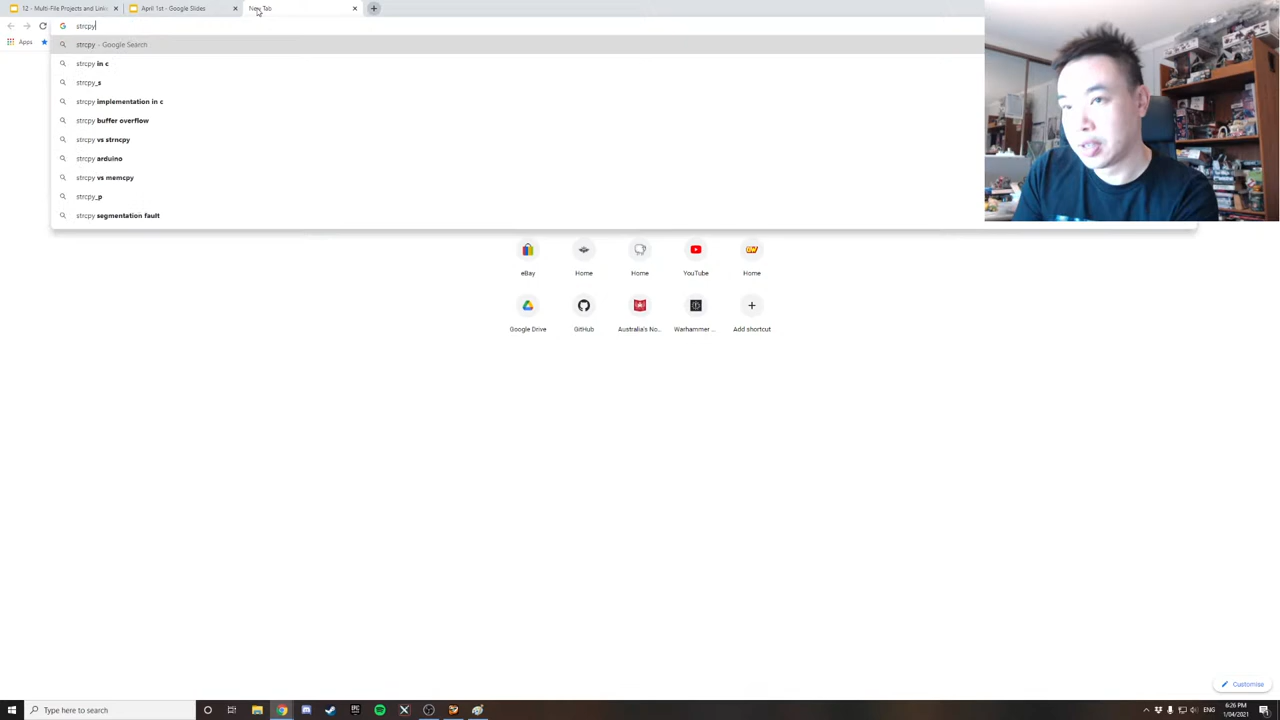 12 - Multi-File Projects and Link
April 1st - Google Slides
New Tab
strcpy
Apps
strcpy - Google Search
strcpy in c
strcpy_s
strcpy implementation in c
strcpy buffer overflow
strcpy vs strncpy
strcpy arduino
strcpy vs memcpy
strcpy_p
strcpy segmentation fault
eBay Home Home YouTube Home
Google Drive GitHub Australia's No... Warhammer ... Add shortcut
Customise
Type here to search
ENG
6:26 PM
1/04/2021